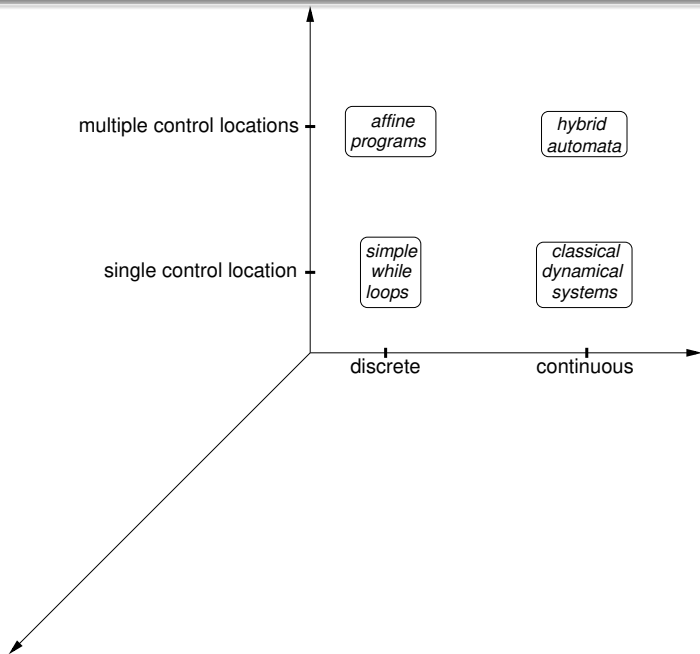 multiple control locations
affine
programs
hybrid
automata
single control location
simple
while
loops
classical
dynamical
systems
discrete
continuous